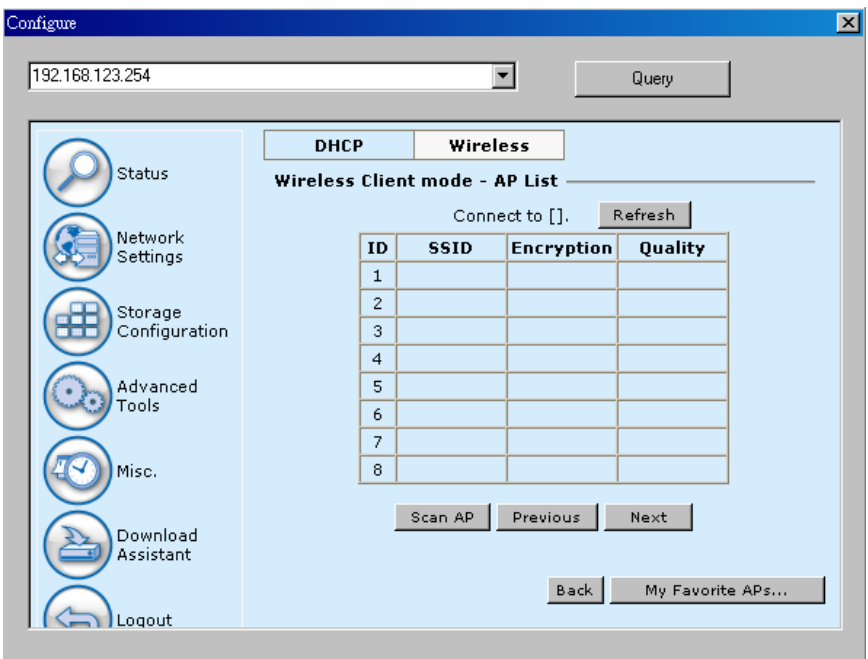 Configure
192.168.123.254
Query
Status
Network
Settings
Storage
Configuration
Advanced
Tools
Misc.
Download
Assistant
Logout
DHCP Wireless
Wireless Client mode - AP List
Connect to []. Refresh
ID SSID Encryption Quality
1
2
3
4
5
6
7
8
Scan AP Previous Next
Back My Favorite APs...